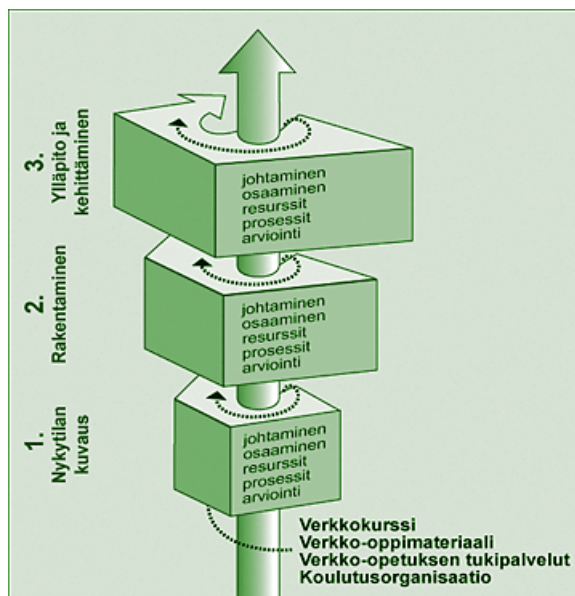 3.
Ylläpito ja
kehittäminen
johtaminen
osaaminen
resurssit
prosessit
arviointi
2.
Rakentaminen
johtaminen
osaaminen
resurssit
prosessit
arviointi
1.
Nykytilan
kuvaus
johtaminen
osaaminen
resurssit
prosessit
arviointi
Verkkokurssi
Verkko-oppimateriaali
Verkko-opetuksen tukipalvelut
Koulutusorganisaatio